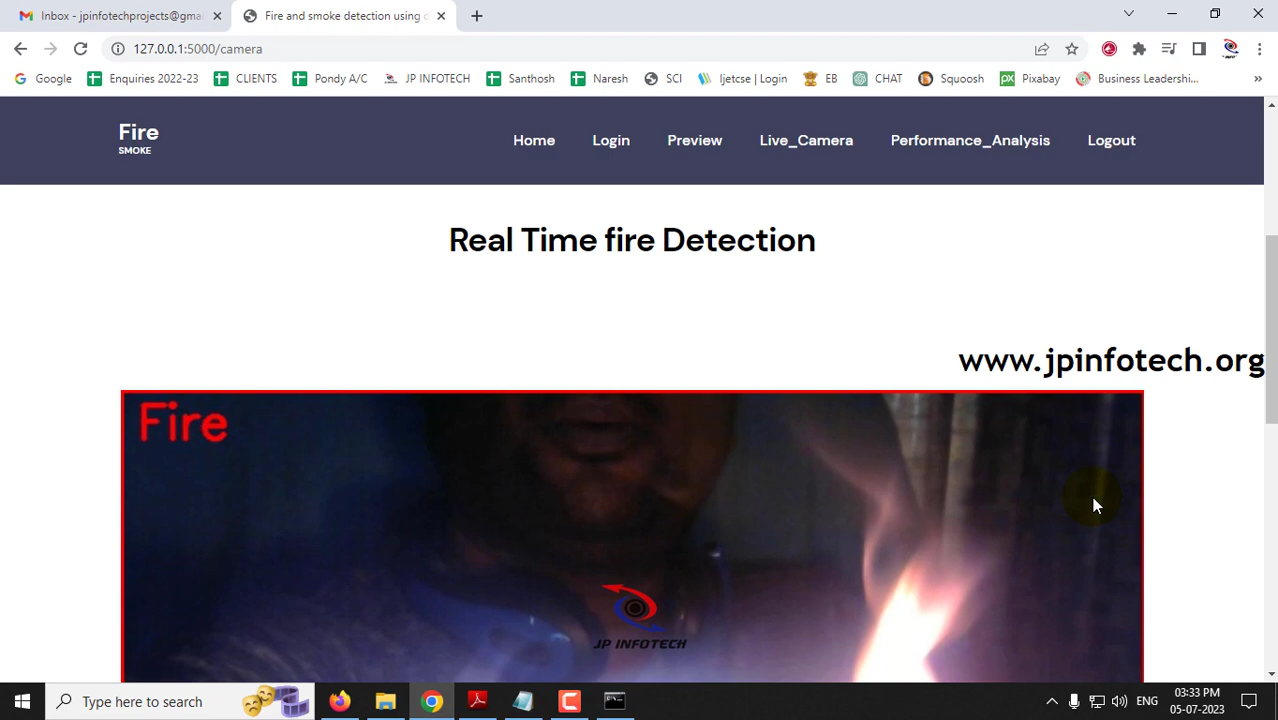 Inbox - jpinfotechprojects@gma
Fire and smoke detection using
127.0.0.1:5000/camera
Google
Enquiries 2022-23
CLIENTS
Pondy A/C
JP INFOTECH
Santhosh
Naresh
SCI
Ijetcse | Login
EB
CHAT
Squoosh
Pixabay
Business Leadershi...
»
Fire
SMOKE
Home
Login
Preview
Live_Camera
Performance_Analysis
Logout
Real Time fire Detection
www.jpinfotech.org
Fire
JP INFOTECH
Type here to search
ENG
03:33 PM
05-07-2023